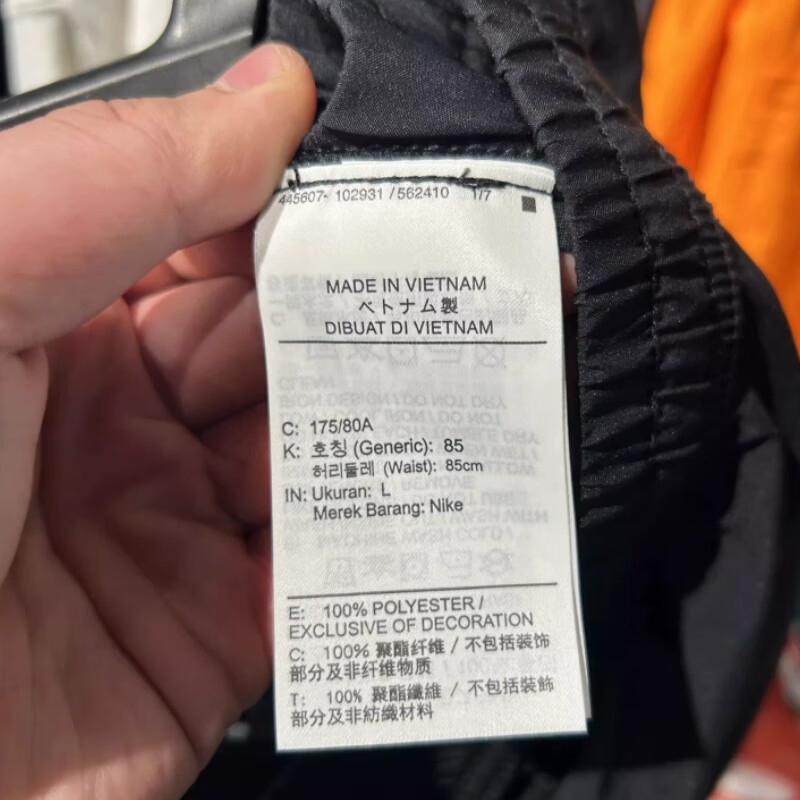 445607- 102931 / 562410 1/7
MADE IN VIETNAM
ベトナム製
DIBUAT DI VIETNAM
C: 175/80A
K: 호칭 (Generic): 85
허리둘레 (Waist): 85cm
IN: Ukuran: L
Merek Barang: Nike
E: 100% POLYESTER /
EXCLUSIVE OF DECORATION
C: 100% 聚酯纤维 / 不包括装饰
部分及非纤维物质
T: 100% 聚酯纖維 / 不包括裝飾
部分及非紡織材料